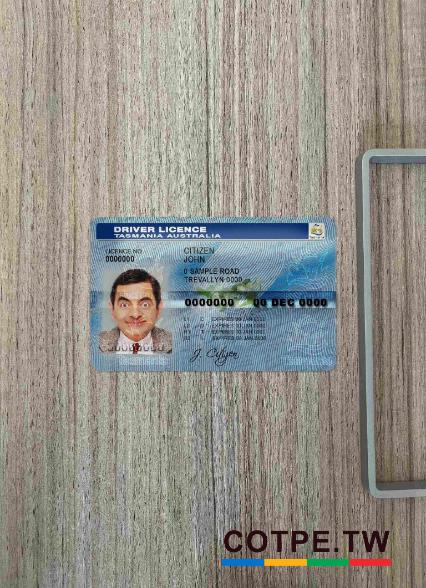 DRIVER LICENCE
TASMANIA AUSTRALIA
LICENCE NO
0000000
CITIZEN
JOHN
0 SAMPLE ROAD
TREVALLYN 0000
0000000 00 DEC 0000
J. Citizen
COTPE.TW